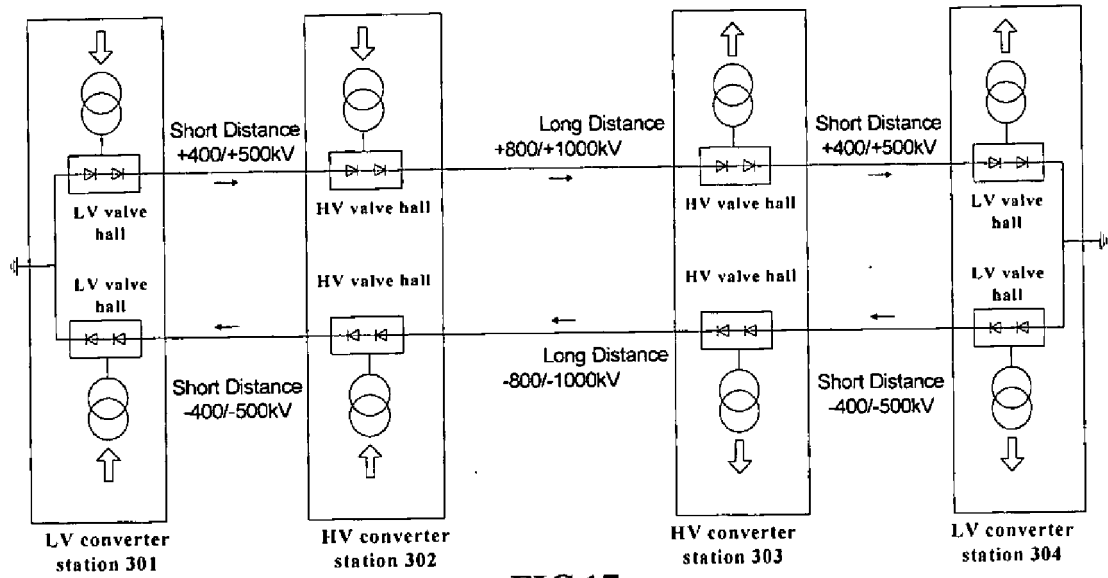 Short Distance
+400/+500kV
Long Distance
+800/+1000kV
Short Distance
+400/+500kV
LV valve
hall
HV valve hall
HV valve hall
LV valve
hall
LV valve
hall
HV valve hall
HV valve hall
LV valve
hall
Short Distance
-400/-500kV
Long Distance
-800/-1000kV
Short Distance
-400/-500kV
LV converter
station 301
HV converter
station 302
HV converter
station 303
LV converter
station 304